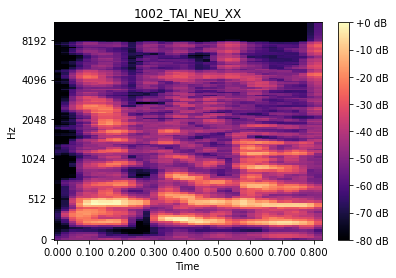 1002_TAI_NEU_XX
8192
4096
2048
1024
512
0
Hz
0.000 0.100 0.200 0.300 0.400 0.500 0.600 0.700 0.800
Time
+0 dB
-10 dB
-20 dB
-30 dB
-40 dB
-50 dB
-60 dB
-70 dB
-80 dB